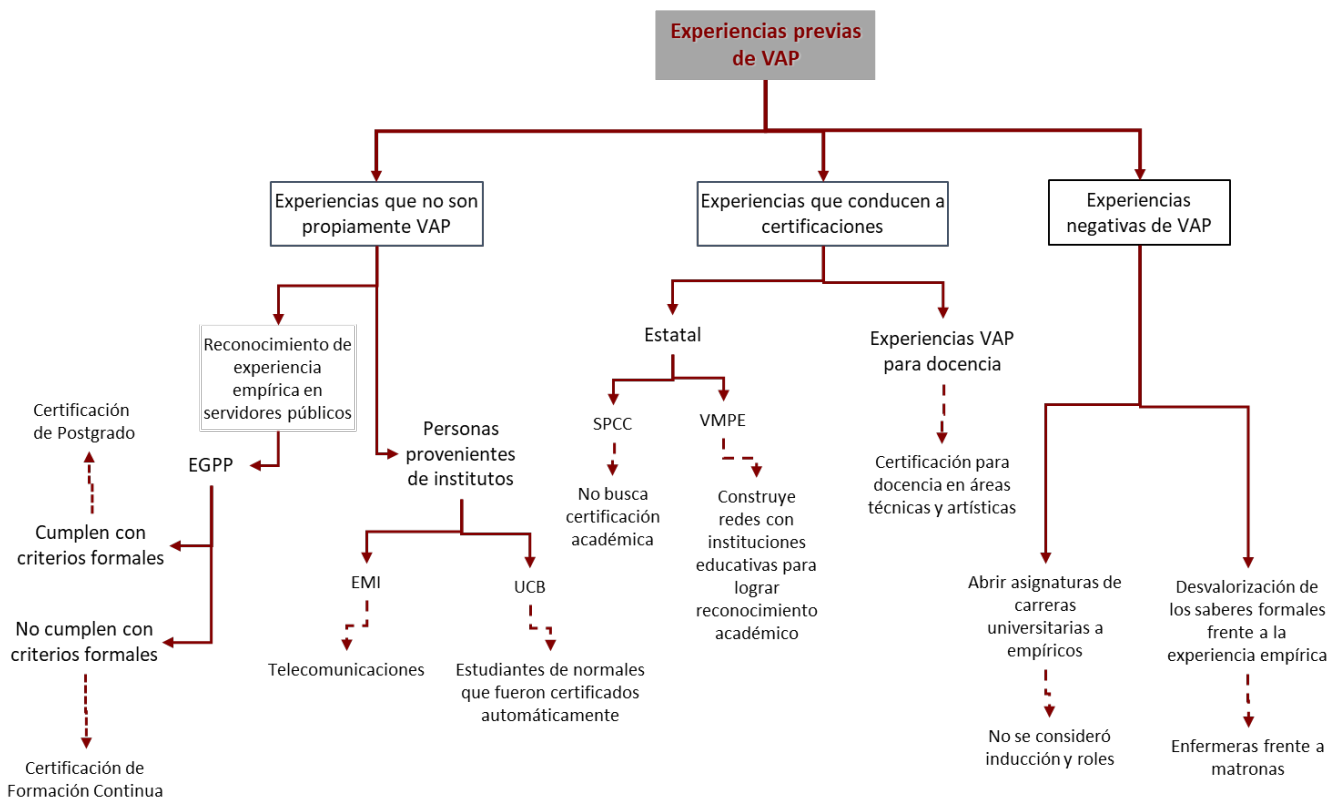 Experiencias previas
de VAP
Experiencias que no son
propiamente VAP
Experiencias que conducen a
certificaciones
Experiencias
negativas de VAP
Reconocimiento de
experiencia
empírica en
servidores públicos
EGPP
Certificación
de Postgrado
Cumplen con
criterios formales
No cumplen con
criterios formales
Certificación de
Formación Continua
Personas
provenientes
de institutos
EMI
Telecomunicaciones
UCB
Estudiantes de normales
que fueron certificados
automáticamente
Estatal
SPCC
No busca
certificación
académica
VMPE
Construye
redes con
instituciones
educativas para
lograr
reconocimiento
académico
Experiencias VAP
para docencia
Certificación para
docencia en áreas
técnicas y artísticas
Abrir asignaturas de
carreras
universitarias a
empíricos
No se consideró
inducción y roles
Desvalorización de
los saberes formales
frente a la
experiencia empírica
Enfermeras frente a
matronas